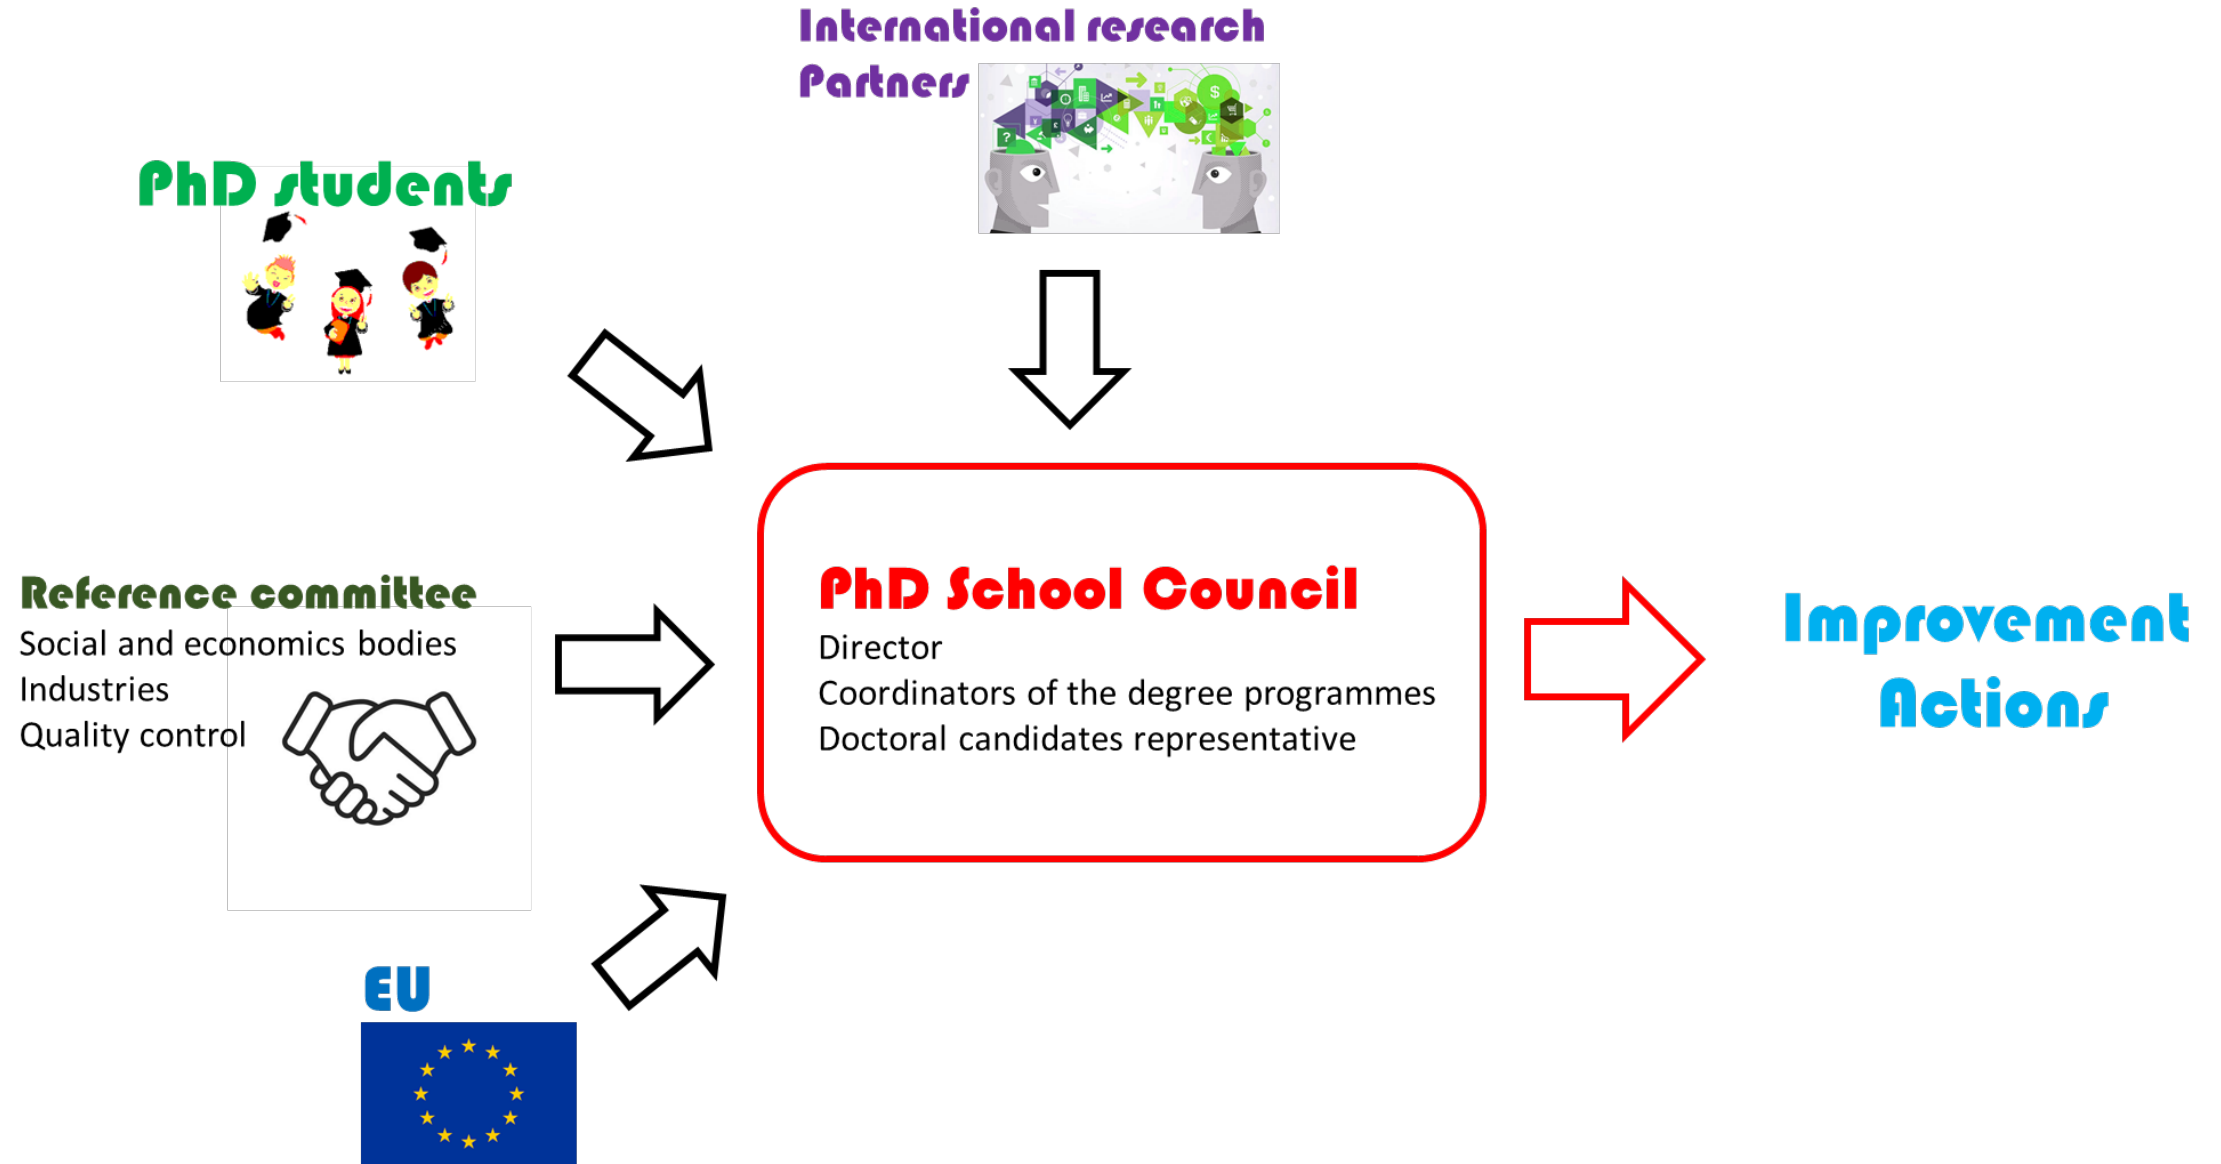 International research
Partners
PhD students
Reference committee
Social and economics bodies
Industries
Quality control
EU
PhD School Council
Director
Coordinators of the degree programmes
Doctoral candidates representative
Improvement
Actions